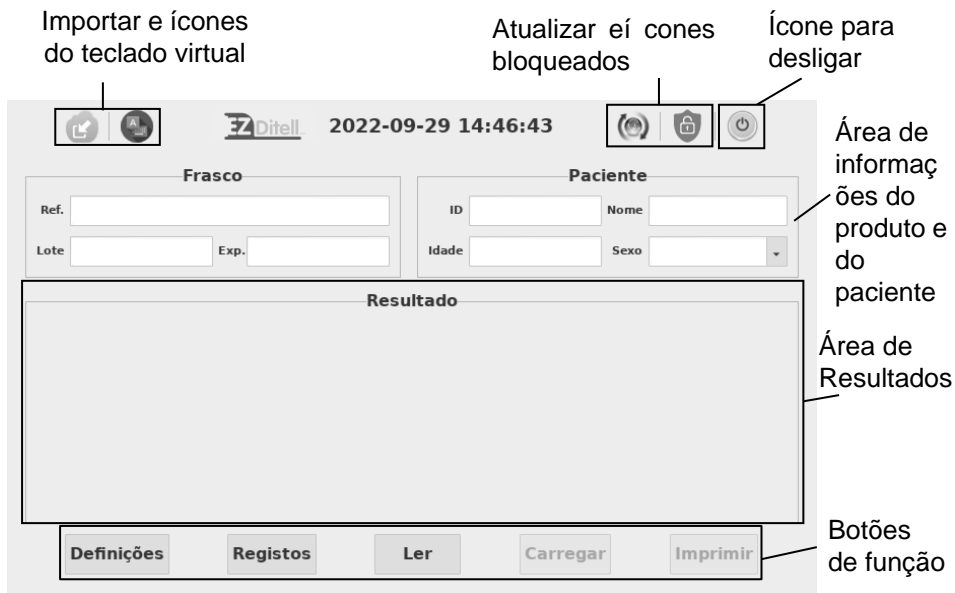 Importar e ícones
do teclado virtual
Atualizar eí cones
bloqueados
Ícone para
desligar
A
EZ Ditell
2022-09-29 14:46:43
Área de
informaç
ões do
produto e
do
paciente
Frasco
Ref.
Lote
Exp.
Paciente
ID
Nome
Idade
Sexo
Resultado
Área de
Resultados
Definições
Registos
Ler
Carregar
Imprimir
Botões
de função